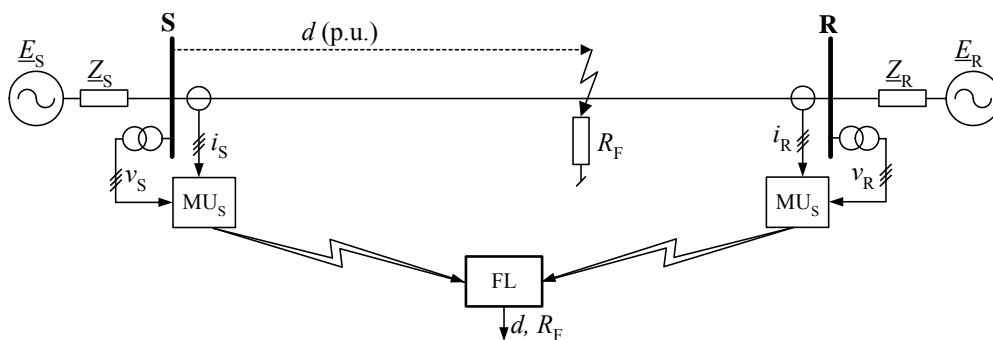 S
R
d (p.u.)
E_S
Z_S
Z_R
E_R
i_S
R_F
i_R
v_S
v_R
MU_S
MU_S
FL
d, R_F